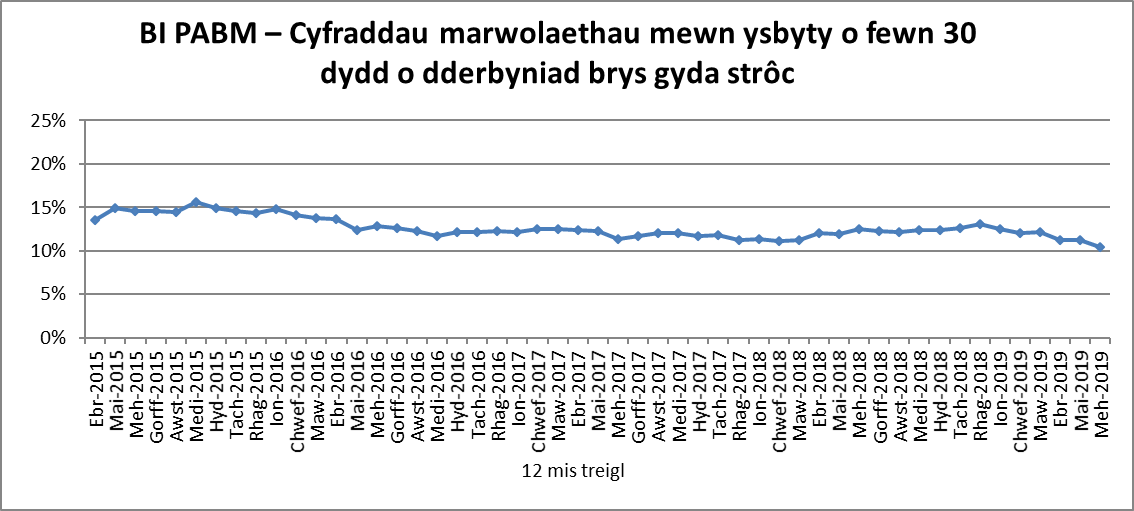 BI PABM – Cyfraddau marwolaethau mewn ysbyty o fewn 30
dydd o dderbyniad brys gyda strôc
25%
20%
15%
10%
5%
0%
Ebr-2015
Mai-2015
Meh-2015
Gorff-2015
Awst-2015
Medi-2015
Hyd-2015
Tach-2015
Rhag-2015
Ion-2016
Chwef-2016
Maw-2016
Ebr-2016
Mai-2016
Meh-2016
Gorff-2016
Awst-2016
Medi-2016
Hyd-2016
Tach-2016
Rhag-2016
Ion-2017
Chwef-2017
Maw-2017
Ebr-2017
Mai-2017
Meh-2017
Gorff-2017
Awst-2017
Medi-2017
Hyd-2017
Tach-2017
Rhag-2017
Ion-2018
Chwef-2018
Maw-2018
Ebr-2018
Mai-2018
Meh-2018
Gorff-2018
Awst-2018
Medi-2018
Hyd-2018
Tach-2018
Rhag-2018
Ion-2019
Chwef-2019
Maw-2019
Ebr-2019
Mai-2019
Meh-2019
12 mis treigl